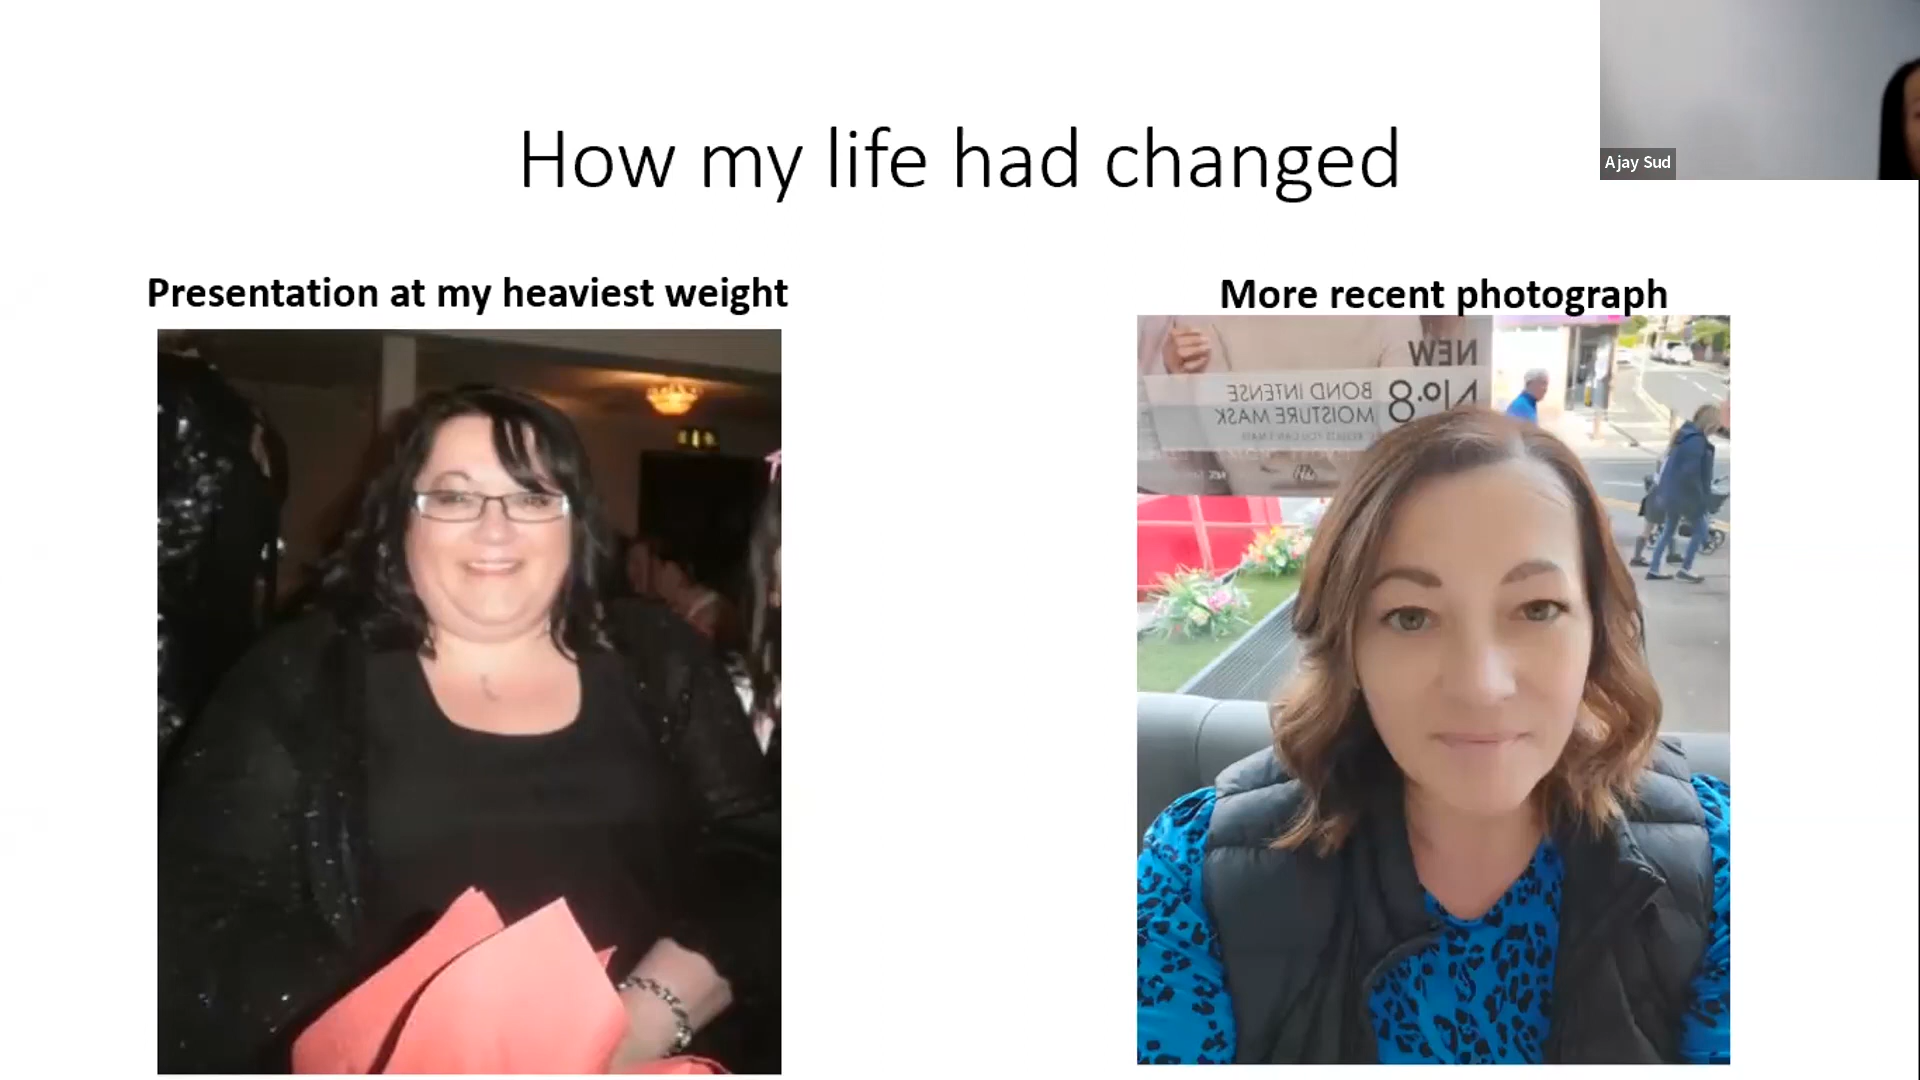 How my life had changed
Ajay Sud
Presentation at my heaviest weight
More recent photograph
NEW
No.8
BOND INTENSE
MOISTURE MASK